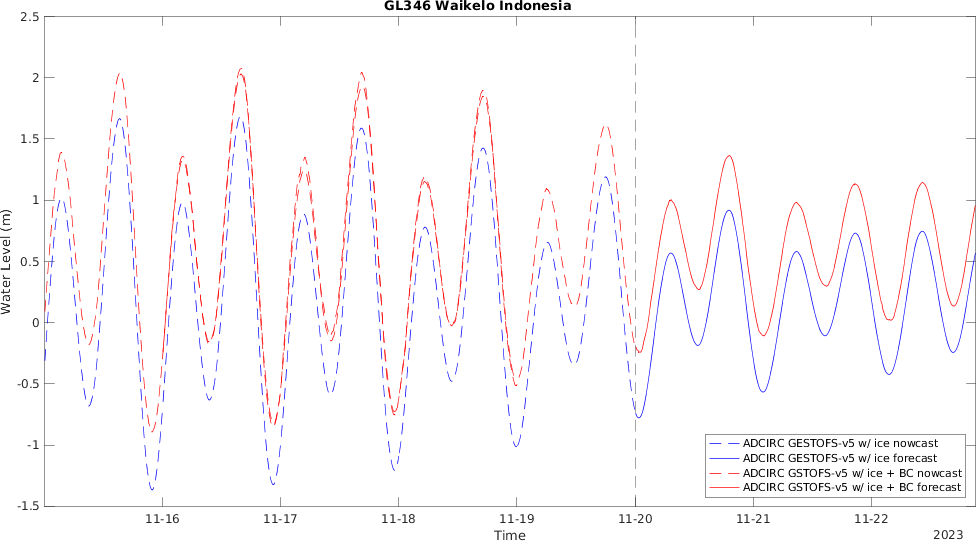 GL346 Waikelo Indonesia
2.5
2
1.5
1
0.5
0
-0.5
-1
-1.5
Water Level (m)
11-16 11-17 11-18 11-19 11-20 11-21 11-22
Time
2023
ADCIRC GESTOFS-v5 w/ ice nowcast
ADCIRC GESTOFS-v5 w/ ice forecast
ADCIRC GSTOFS-v5 w/ ice + BC nowcast
ADCIRC GSTOFS-v5 w/ ice + BC forecast